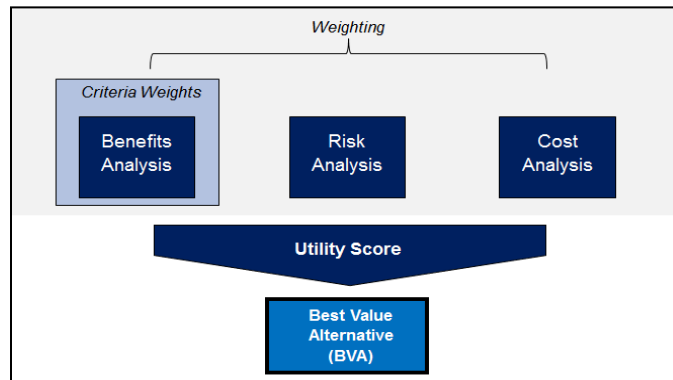 Weighting
Criteria Weights
Benefits
Analysis
Risk
Analysis
Cost
Analysis
Utility Score
Best Value
Alternative
(BVA)